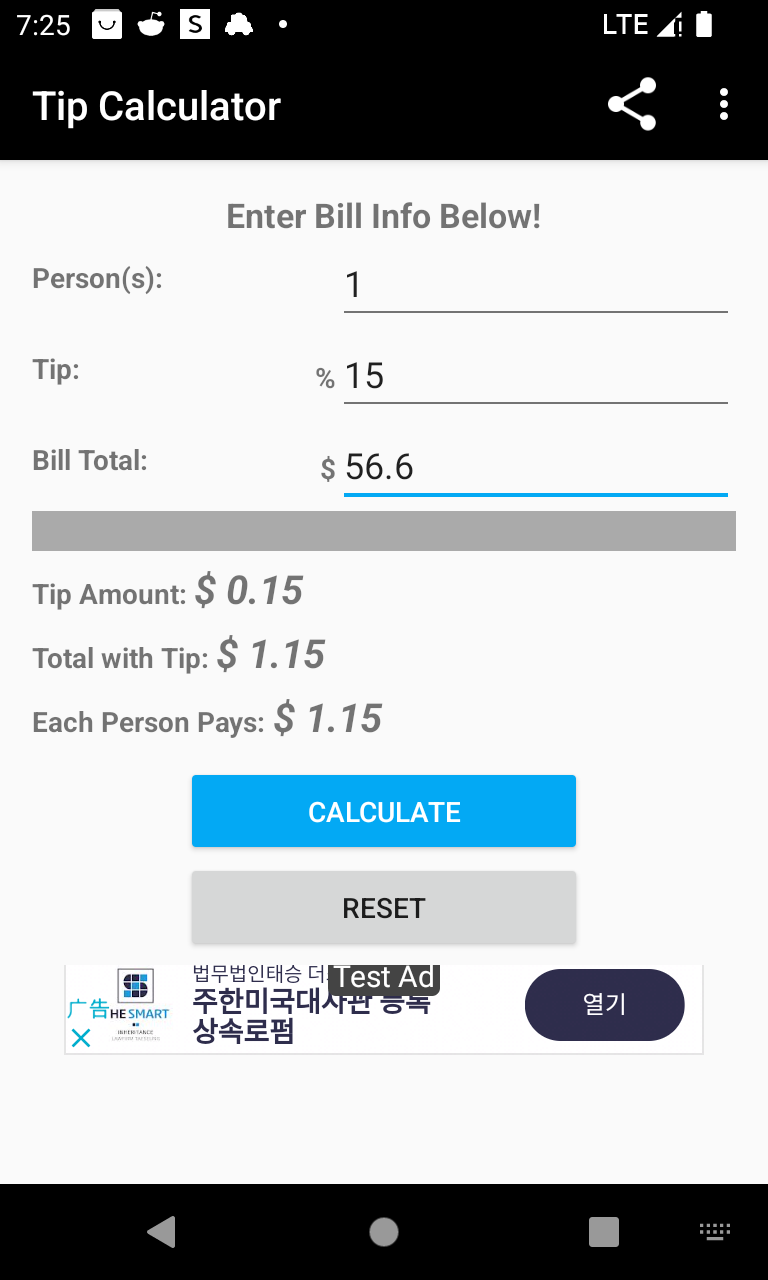 7:25 S LTE
Tip Calculator
Enter Bill Info Below!
Person(s): 1
Tip: % 15
Bill Total: $ 56.6
Tip Amount: $ 0.15
Total with Tip: $ 1.15
Each Person Pays: $ 1.15
CALCULATE
RESET
법무법인태승 더
Test Ad
주한미국대사관 등록
상속로펌
广告
HE SMART
INHERITANCE
열기